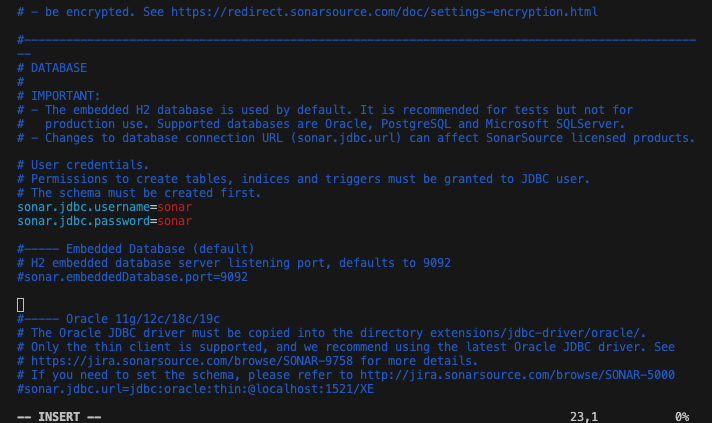 # - be encrypted. See https://redirect.sonarsource.com/doc/settings-encryption.html
#---------------------------------------------------------------------------------------------
--
# DATABASE
#
# IMPORTANT:
# - The embedded H2 database is used by default. It is recommended for tests but not for
#   production use. Supported databases are Oracle, PostgreSQL and Microsoft SQLServer.
# - Changes to database connection URL (sonar.jdbc.url) can affect SonarSource licensed products.
# User credentials.
# Permissions to create tables, indices and triggers must be granted to JDBC user.
# The schema must be created first.
sonar.jdbc.username=sonar
sonar.jdbc.password=sonar
#----- Embedded Database (default)
# H2 embedded database server listening port, defaults to 9092
#sonar.embeddedDatabase.port=9092
#----- Oracle 11g/12c/18c/19c
# The Oracle JDBC driver must be copied into the directory extensions/jdbc-driver/oracle/.
# Only the thin client is supported, and we recommend using the latest Oracle JDBC driver. See
# https://jira.sonarsource.com/browse/SONAR-9758 for more details.
# If you need to set the schema, please refer to http://jira.sonarsource.com/browse/SONAR-5000
#sonar.jdbc.url=jdbc:oracle:thin:@localhost:1521/XE
-- INSERT -- 23,1 0%